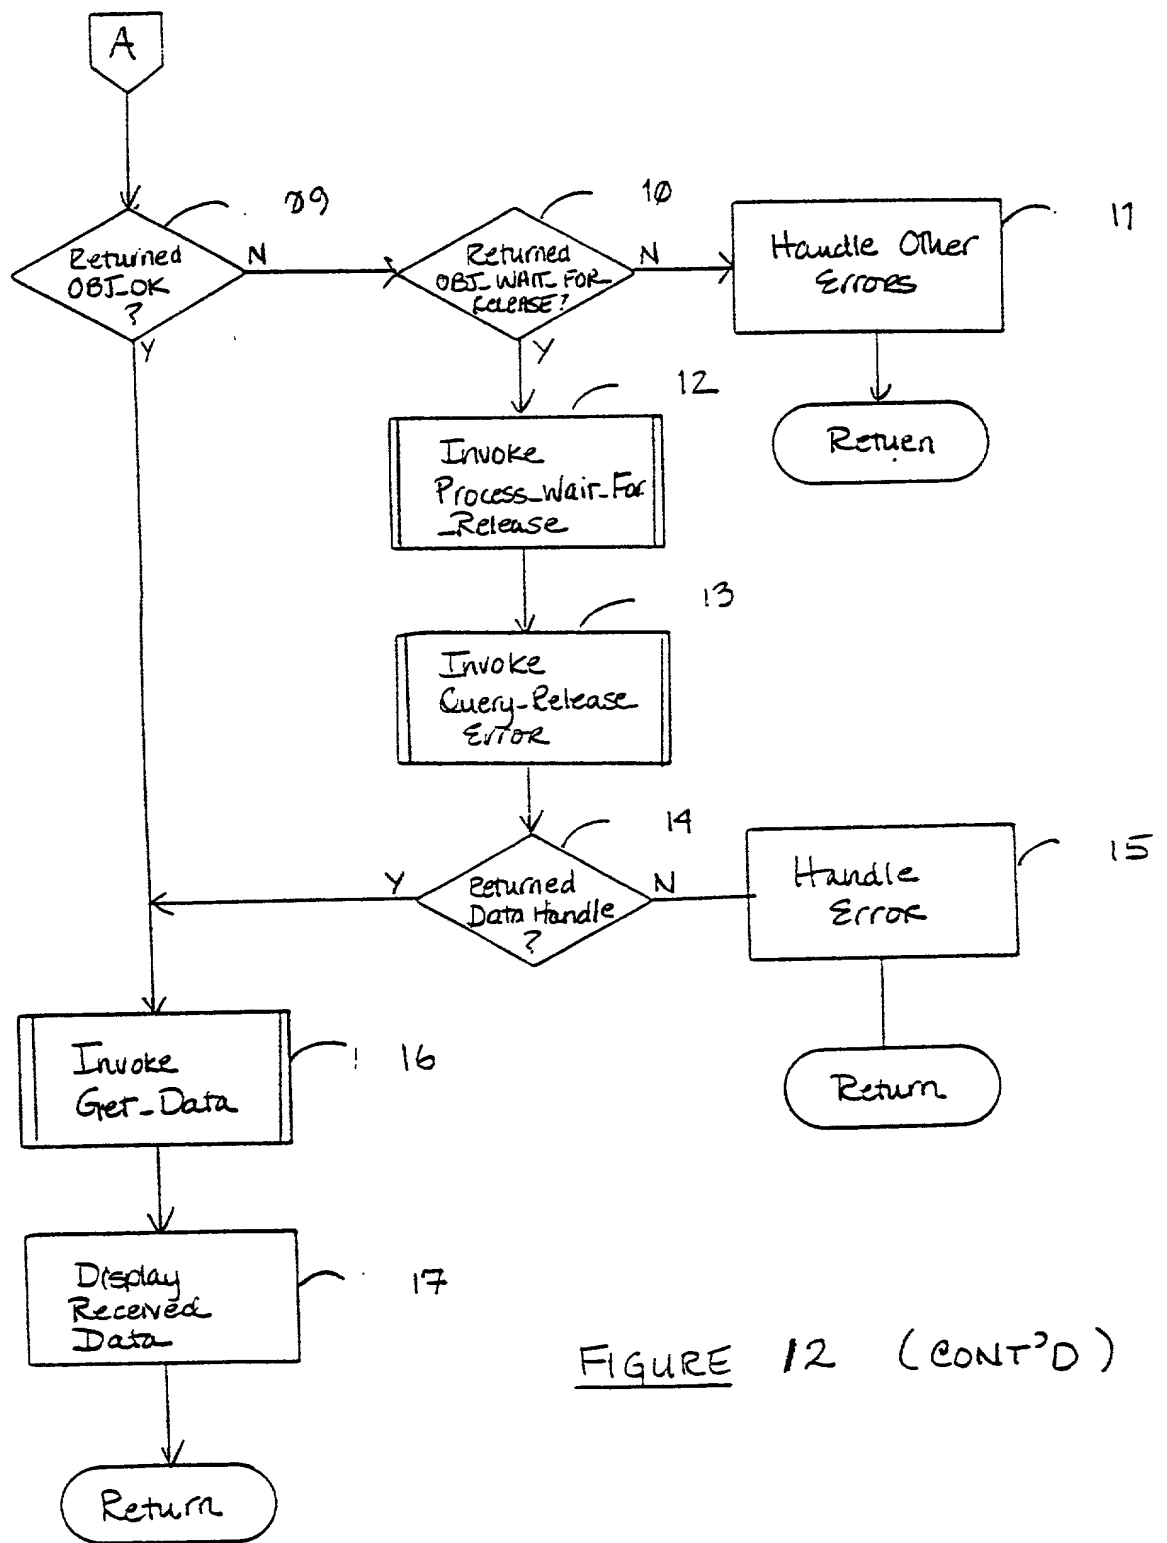 A
09
Returned
OBJ_OK
?
N
Y
10
Returned
OBJ_WAIT_FOR_
RELEASE?
N
Y
11
Handle Other
Errors
Return
12
Invoke
Process_Wait_For
_Release
13
Invoke
Query_Release
Error
14
Returned
Data Handle
?
Y
N
15
Handle
Error
Return
16
Invoke
Get_Data
17
Display
Received
Data
Return
FIGURE 12 (CONT'D)